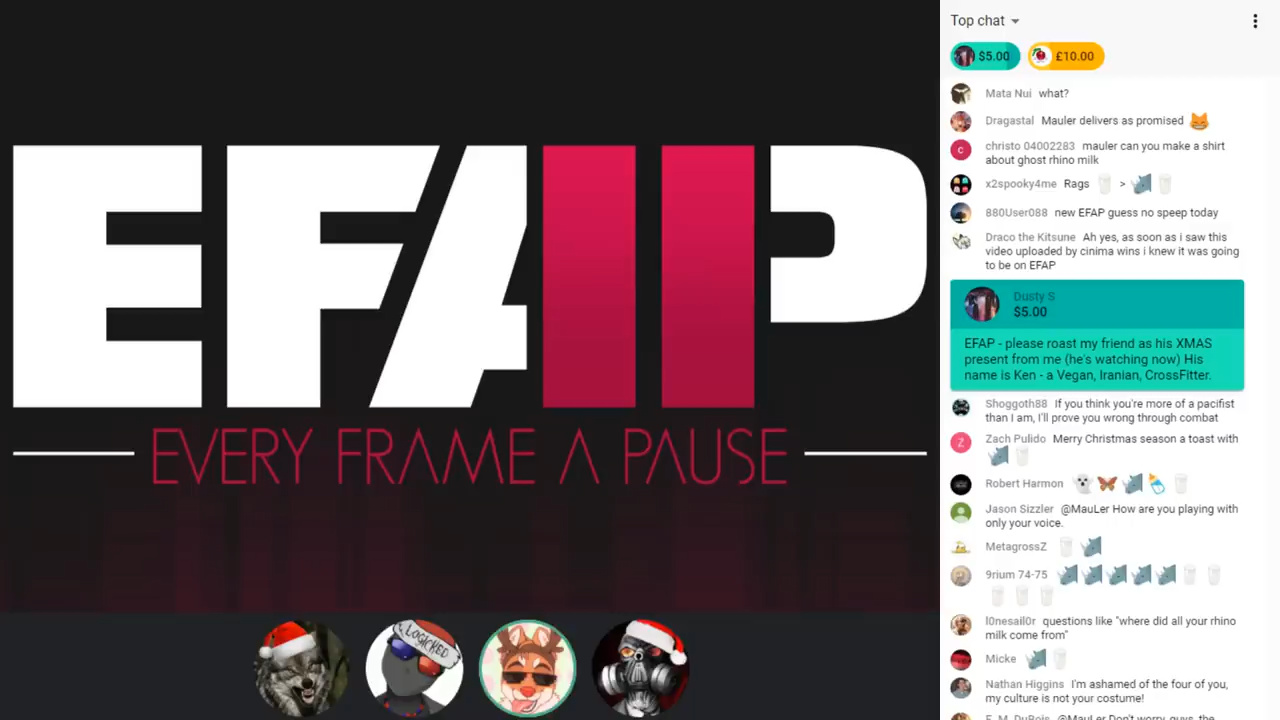 EFAP
EVERY FRAME A PAUSE
LOGICKED
Top chat
$5.00
£10.00
Mata Nui what?
Dragastal Mauler delivers as promised
christo 04002283 mauler can you make a shirt
about ghost rhino milk
x2spooky4me Rags > 
880User088 new EFAP guess no speep today
Draco the Kitsune Ah yes, as soon as i saw this
video uploaded by cinima wins i knew it was going
to be on EFAP
Dusty S
$5.00
EFAP - please roast my friend as his XMAS
present from me (he's watching now) His
name is Ken - a Vegan, Iranian, CrossFitter.
Shoggoth88 If you think you're more of a pacifist
than I am, I'll prove you wrong through combat
Z
Zach Pulido Merry Christmas season a toast with
Robert Harmon
Jason Sizzler @MauLer How are you playing with
only your voice.
MetagrossZ
9rium 74-75
l0nesail0r questions like "where did all your rhino
milk come from"
Micke
Nathan Higgins I'm ashamed of the four of you,
my culture is not your costume!
F. M. DuBois @MauLer Don't worry, guys, the